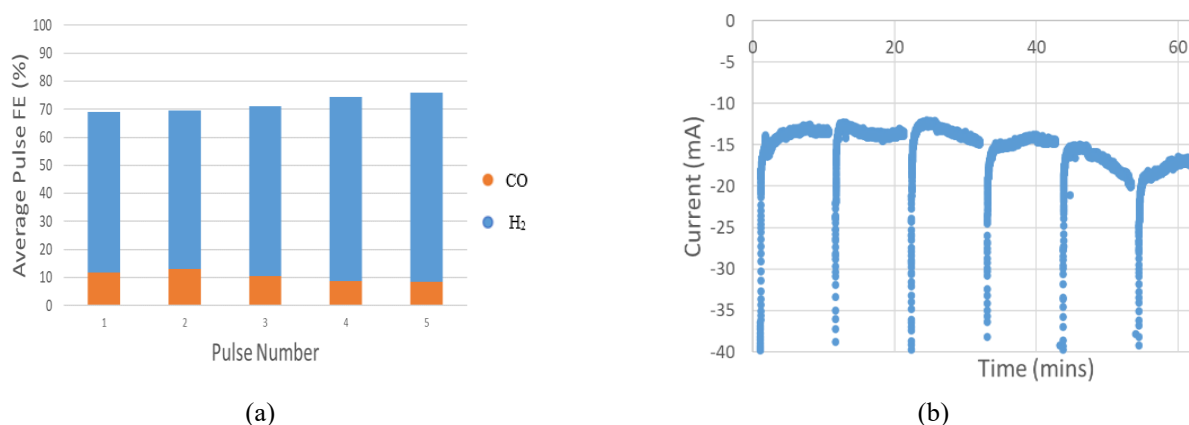 100
90
80
70
60
50
40
30
20
10
0
Average Pulse FE (%)
1 2 3 4 5
Pulse Number
CO
H₂
(a)
0
-5
-10
-15
-20
-25
-30
-35
-40
Current (mA)
0 20 40 60
Time (mins)
(b)